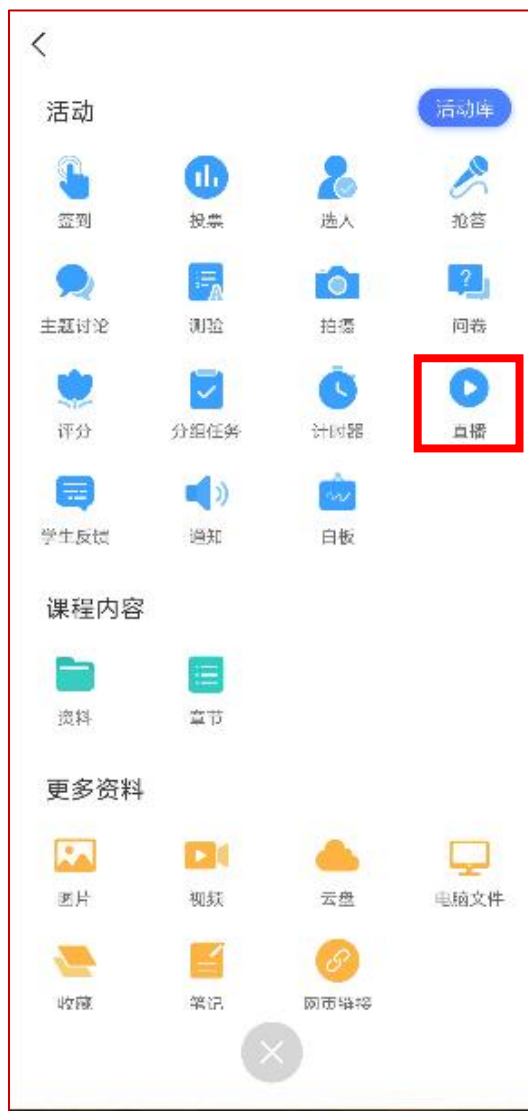 活动
活动库
签到 投票 选人 抢答
主题讨论 测验 拍摄 问卷
评分 分组任务 计时器 直播
学生反馈 通知 白板
课程内容
资料 章节
更多资料
图片 视频 云盘 电脑文件
收藏 笔记 网页链接